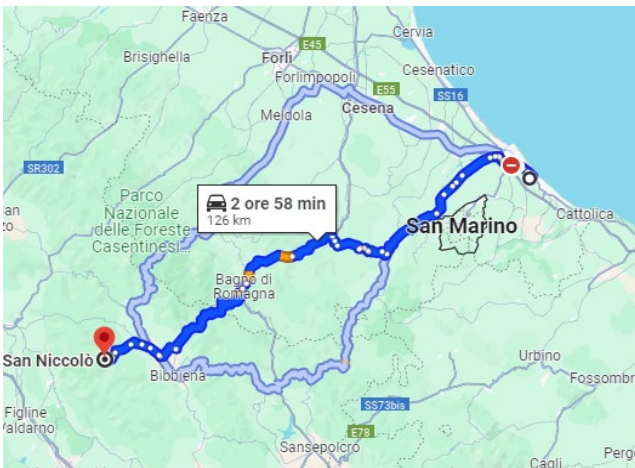 Faenza
Cervia
E45
Brisighella
Forlì
Forlimpopoli
Cesenatico
E55
SS16
Cesena
Meldola
SR302
Parco
Nazionale
delle Foreste
Casentinesi...
2 ore 58 min
126 km
San Marino
Cattolica
Bagno di
Romagna
San Niccolò
Bibbiena
Urbino
Fossombr
Figline
Valdarno
SS73bis
E78
Sansepolcro
Cagli